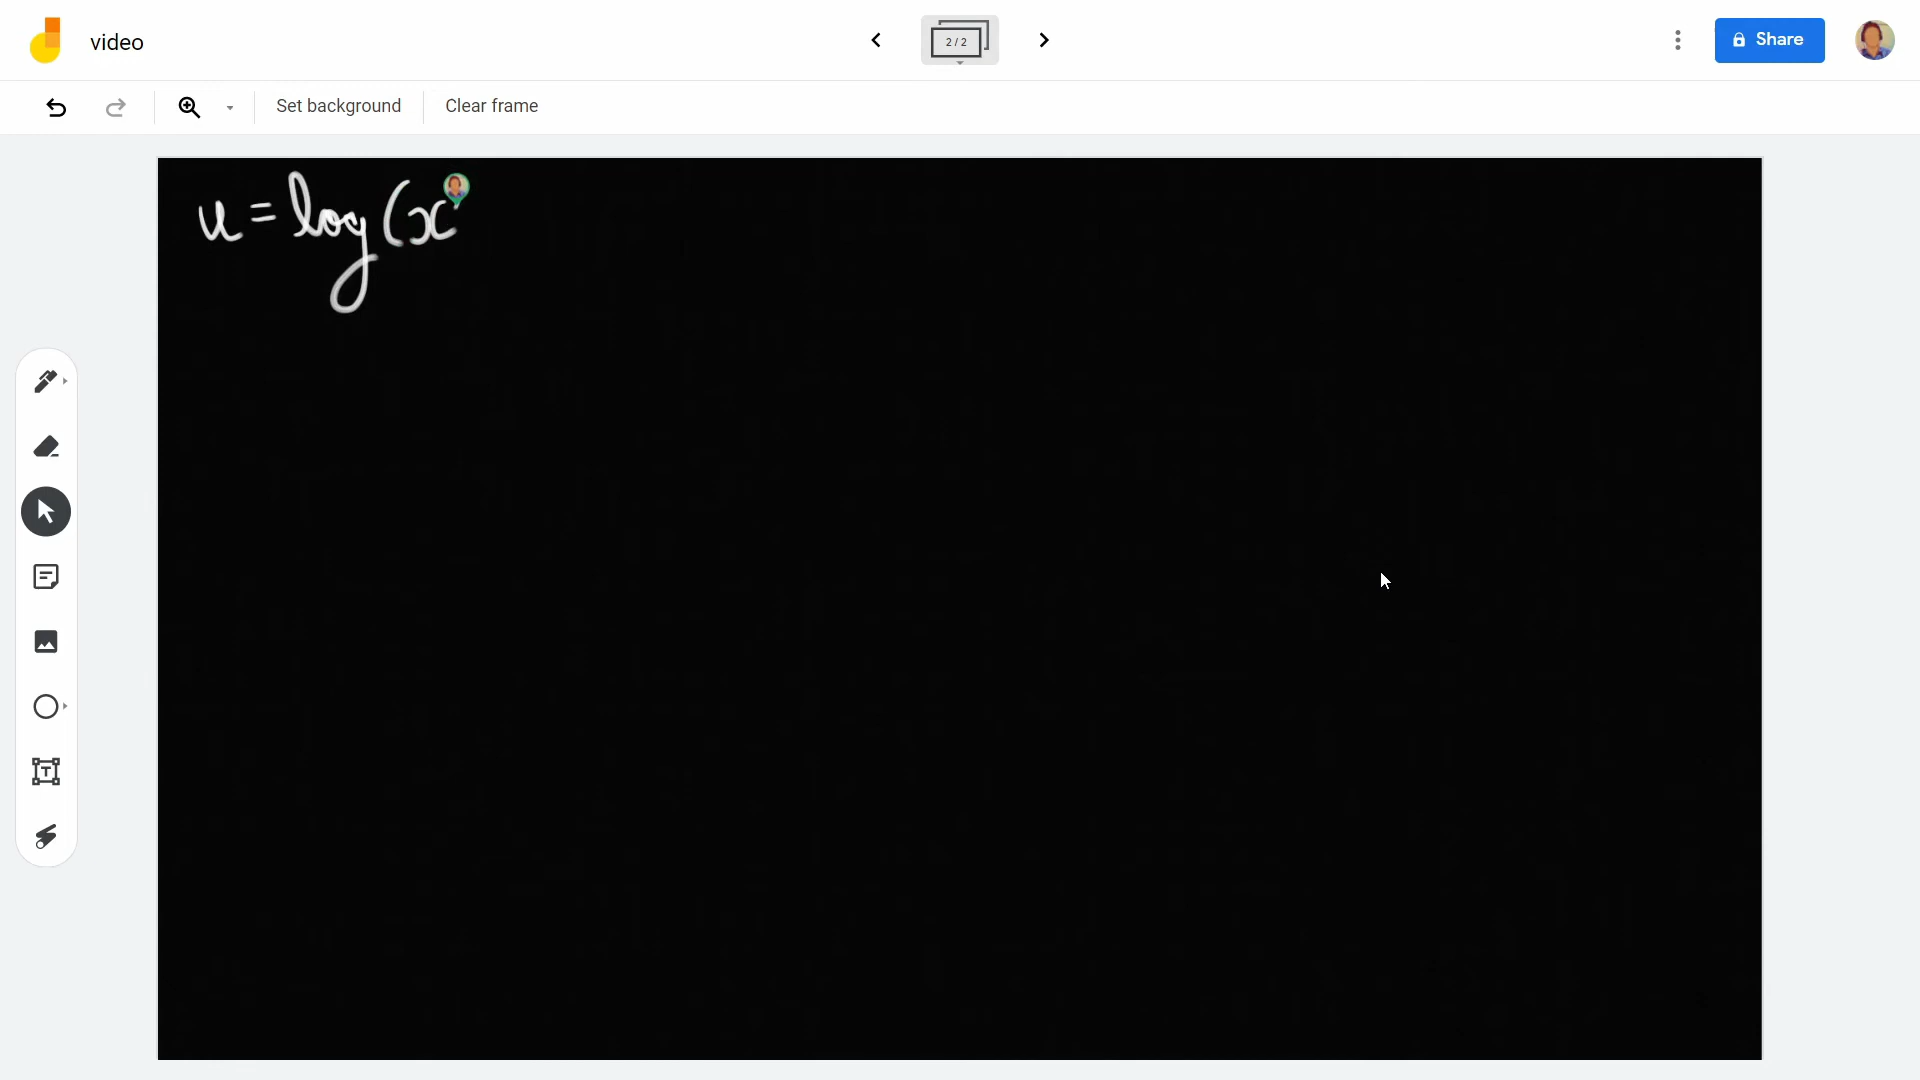 video
2 / 2
Share
Set background
Clear frame
u = log (x
T